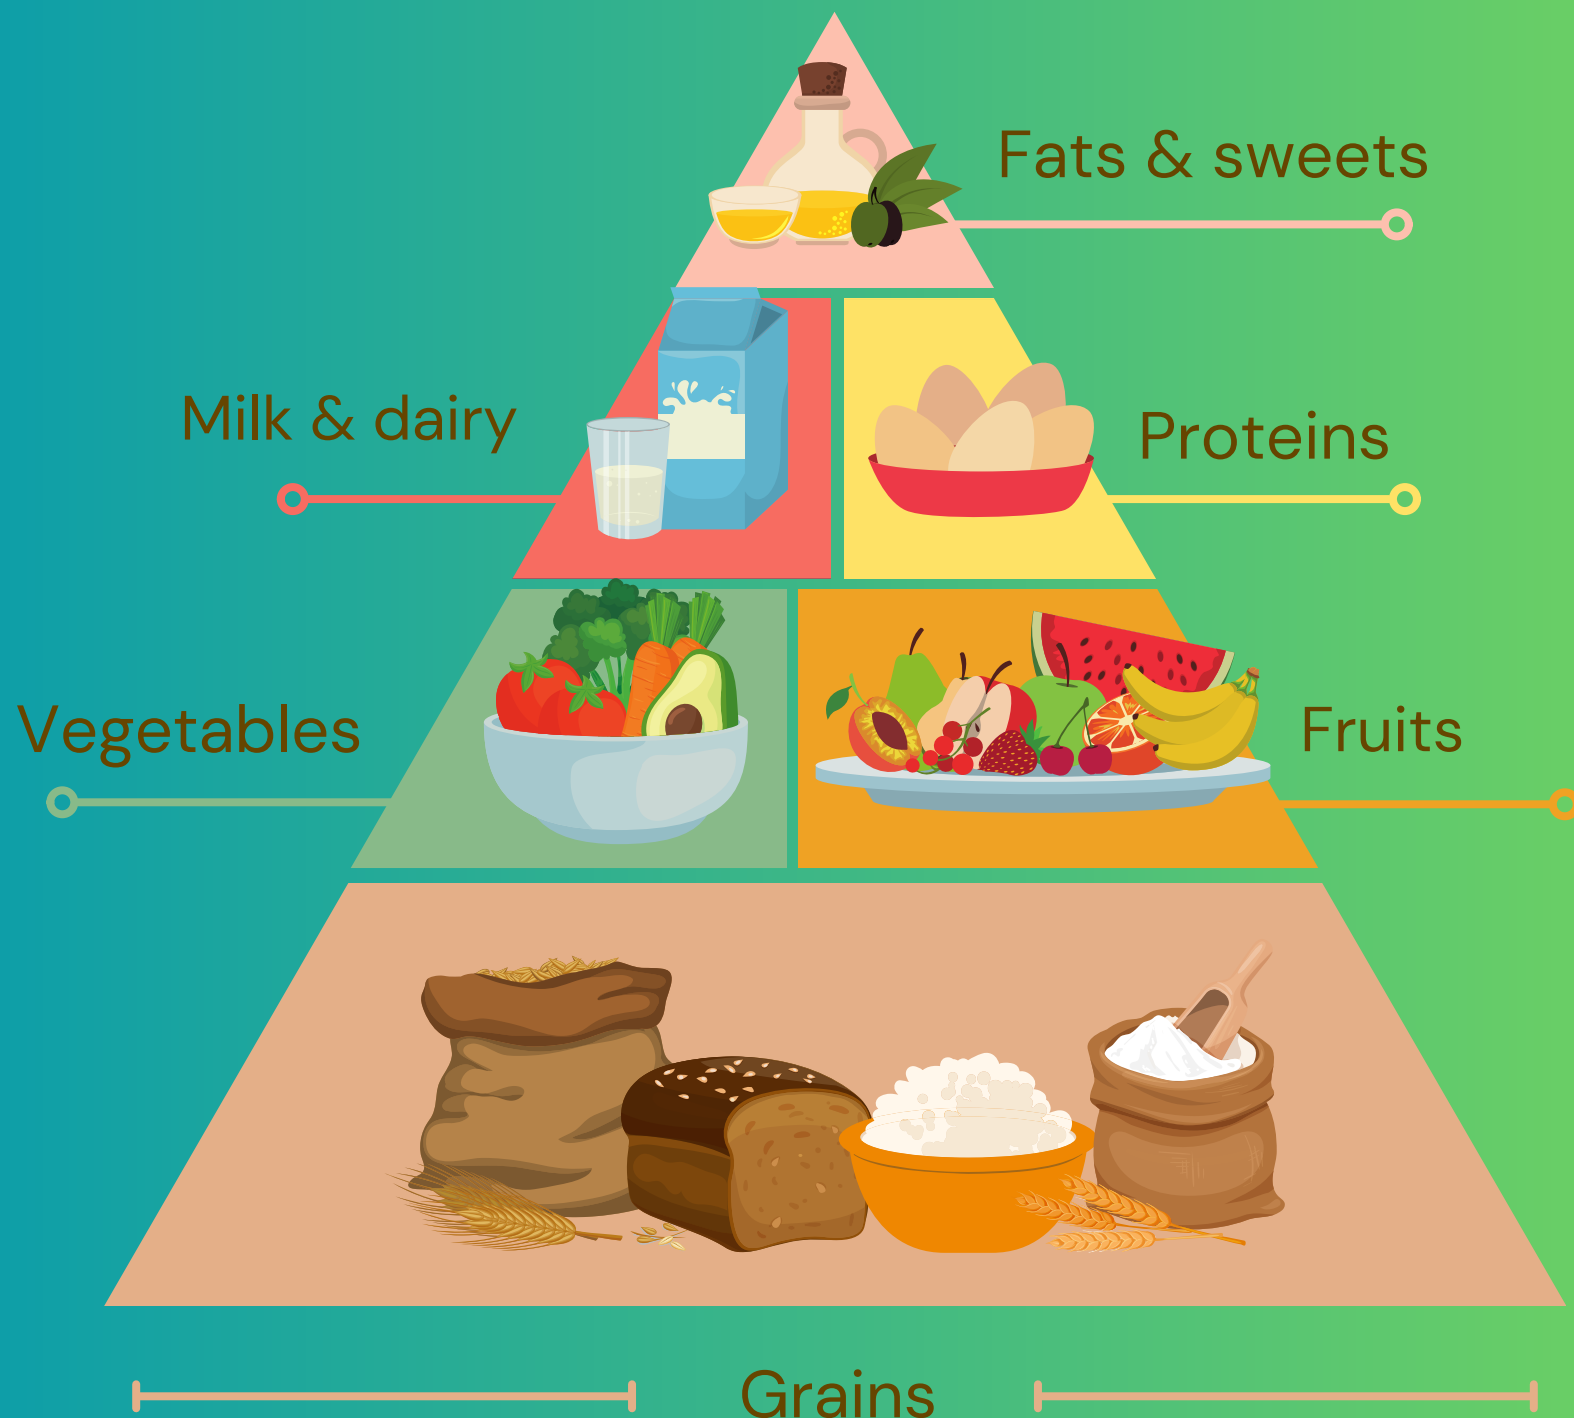 Fats & sweets
Milk & dairy
Proteins
Vegetables
Fruits
Grains